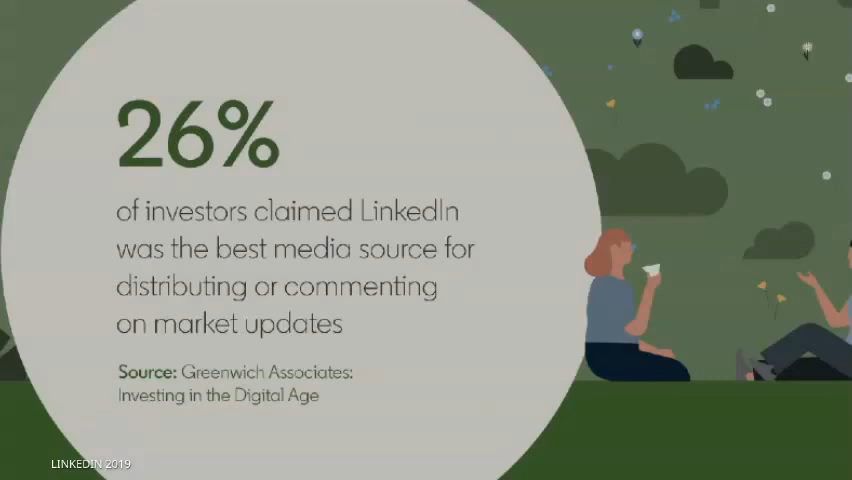 26%
of investors claimed LinkedIn
was the best media source for
distributing or commenting
on market updates
Source: Greenwich Associates:
Investing in the Digital Age
LINKEDIN 2019